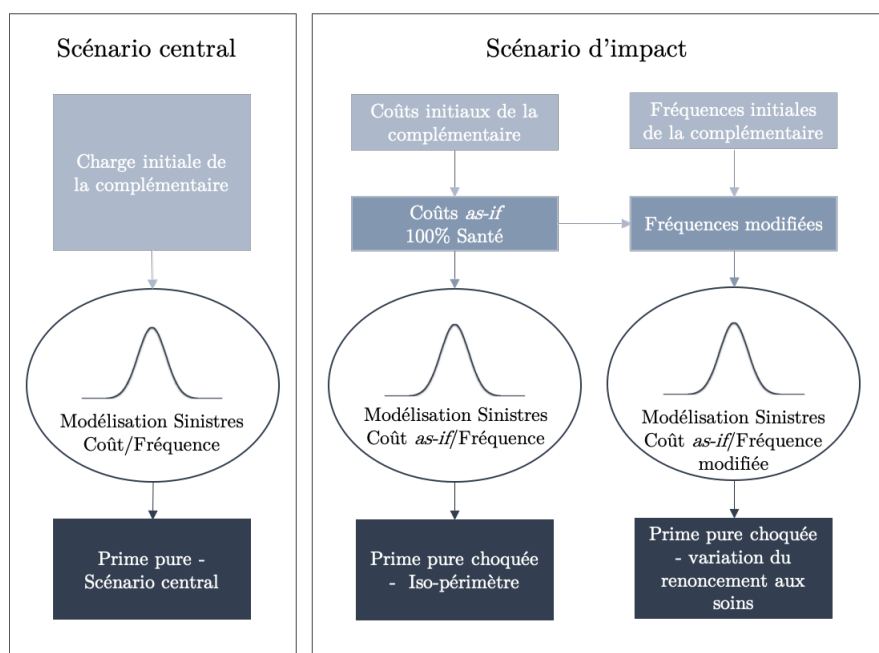 Scénario central
Charge initiale de
la complémentaire
Modélisation Sinistres
Coût/Fréquence
Prime pure -
Scénario central
Scénario d'impact
Coûts initiaux de la
complémentaire
Fréquences initiales
de la complémentaire
Coûts as-if
100% Santé
Fréquences modifiées
Modélisation Sinistres
Coût as-if/Fréquence
Modélisation Sinistres
Coût as-if/Fréquence
modifiée
Prime pure choquée
- Iso-périmètre
Prime pure choquée
- variation du
renoncement aux
soins